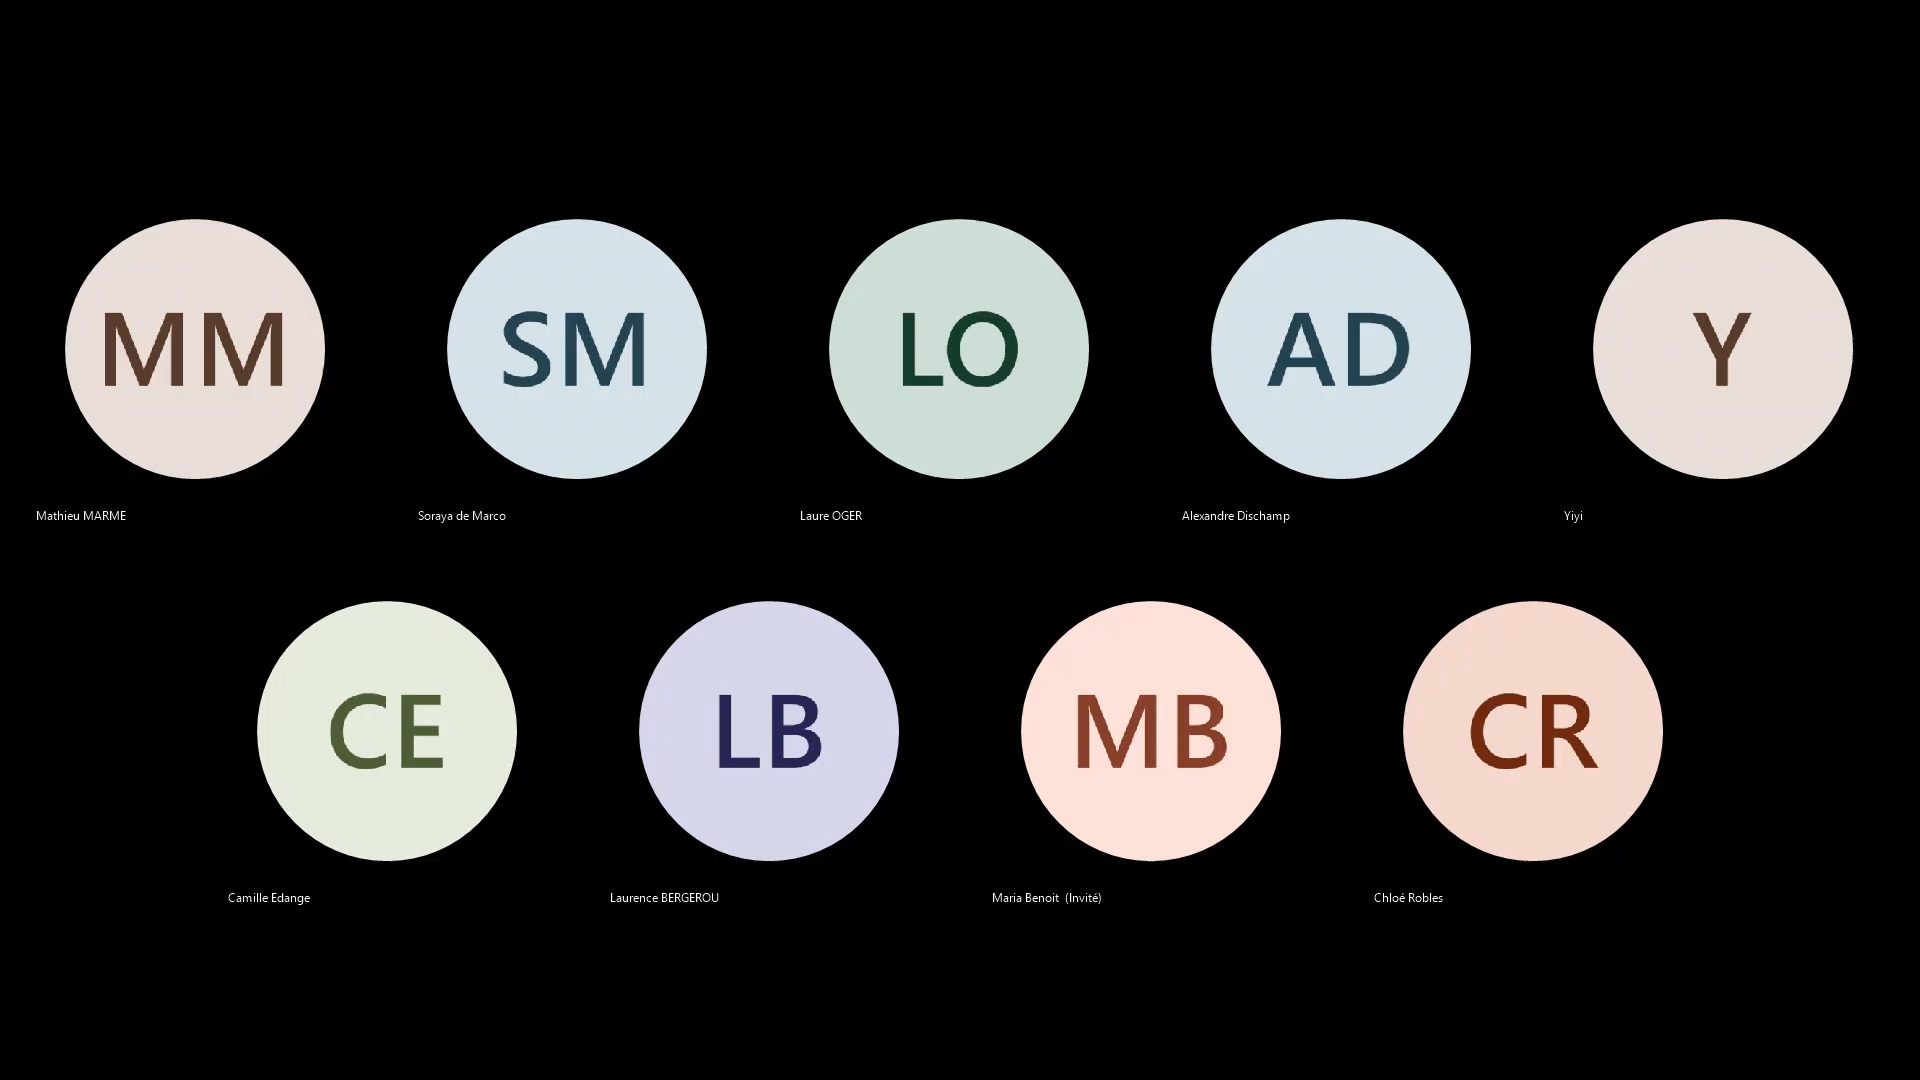 MM
SM
LO
AD
Y
Mathieu MARME
Soraya de Marco
Laure OGER
Alexandre Dischamp
Yiyi
CE
LB
MB
CR
Camille Edange
Laurence BERGEROU
Maria Benoit (Invité)
Chloé Robles